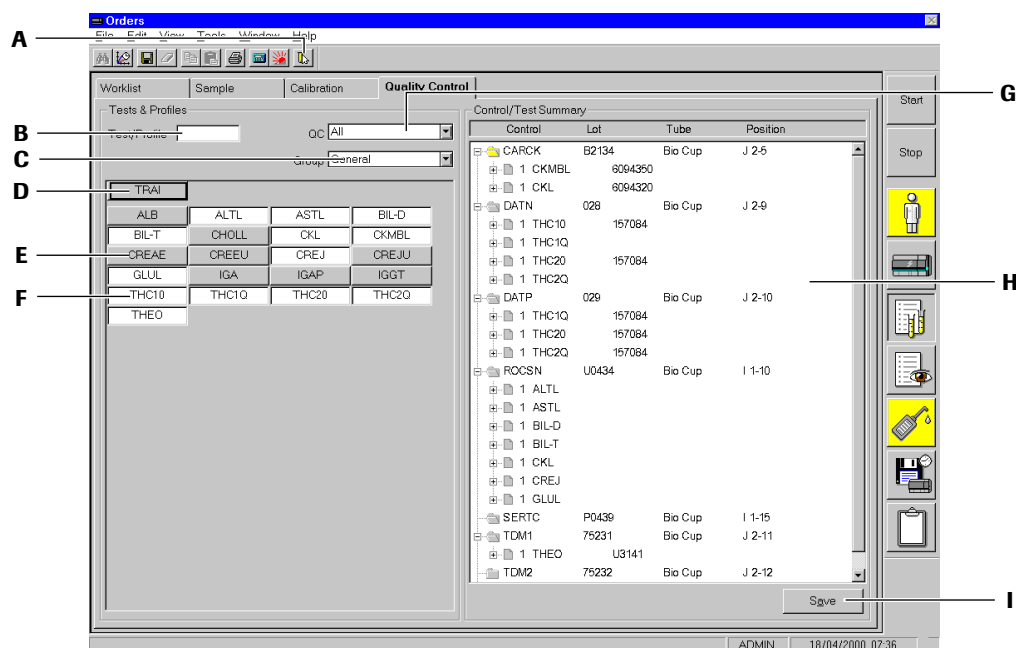 Orders
File Edit View Tools Window Help
A
Worklist Sample Calibration Quality Control
Start
G
Tests & Profiles
Control/Test Summary
B
Test/Profile QC All
Control Lot Tube Position
C
Group General
Stop
CARCK B2134 Bio Cup J 2-5
1 CKMBL 6094350
D
TRAI
1 CKL 6094320
ALB ALTL ASTL BIL-D
DATN 028 Bio Cup J 2-9
BIL-T CHOLL CKL CKMBL
1 THC10 157084
1 THC1Q
E
CREAE CREEU CREJ CREJU
1 THC20 157084
GLUL IGA IGAP IGGT
1 THC2Q
H
F
THC10 THC1Q THC20 THC2Q
DATP 029 Bio Cup J 2-10
THEO
1 THC1Q 157084
1 THC20 157084
1 THC2Q 157084
ROCSN U0434 Bio Cup I 1-10
1 ALTL
1 ASTL
1 BIL-D
1 BIL-T
1 CKL
1 CREJ
1 GLUL
SERTC P0439 Bio Cup I 1-15
TDM1 75231 Bio Cup J 2-11
1 THEO U3141
TDM2 75232 Bio Cup J 2-12
Save
I
ADMIN 18/04/2000 07:36